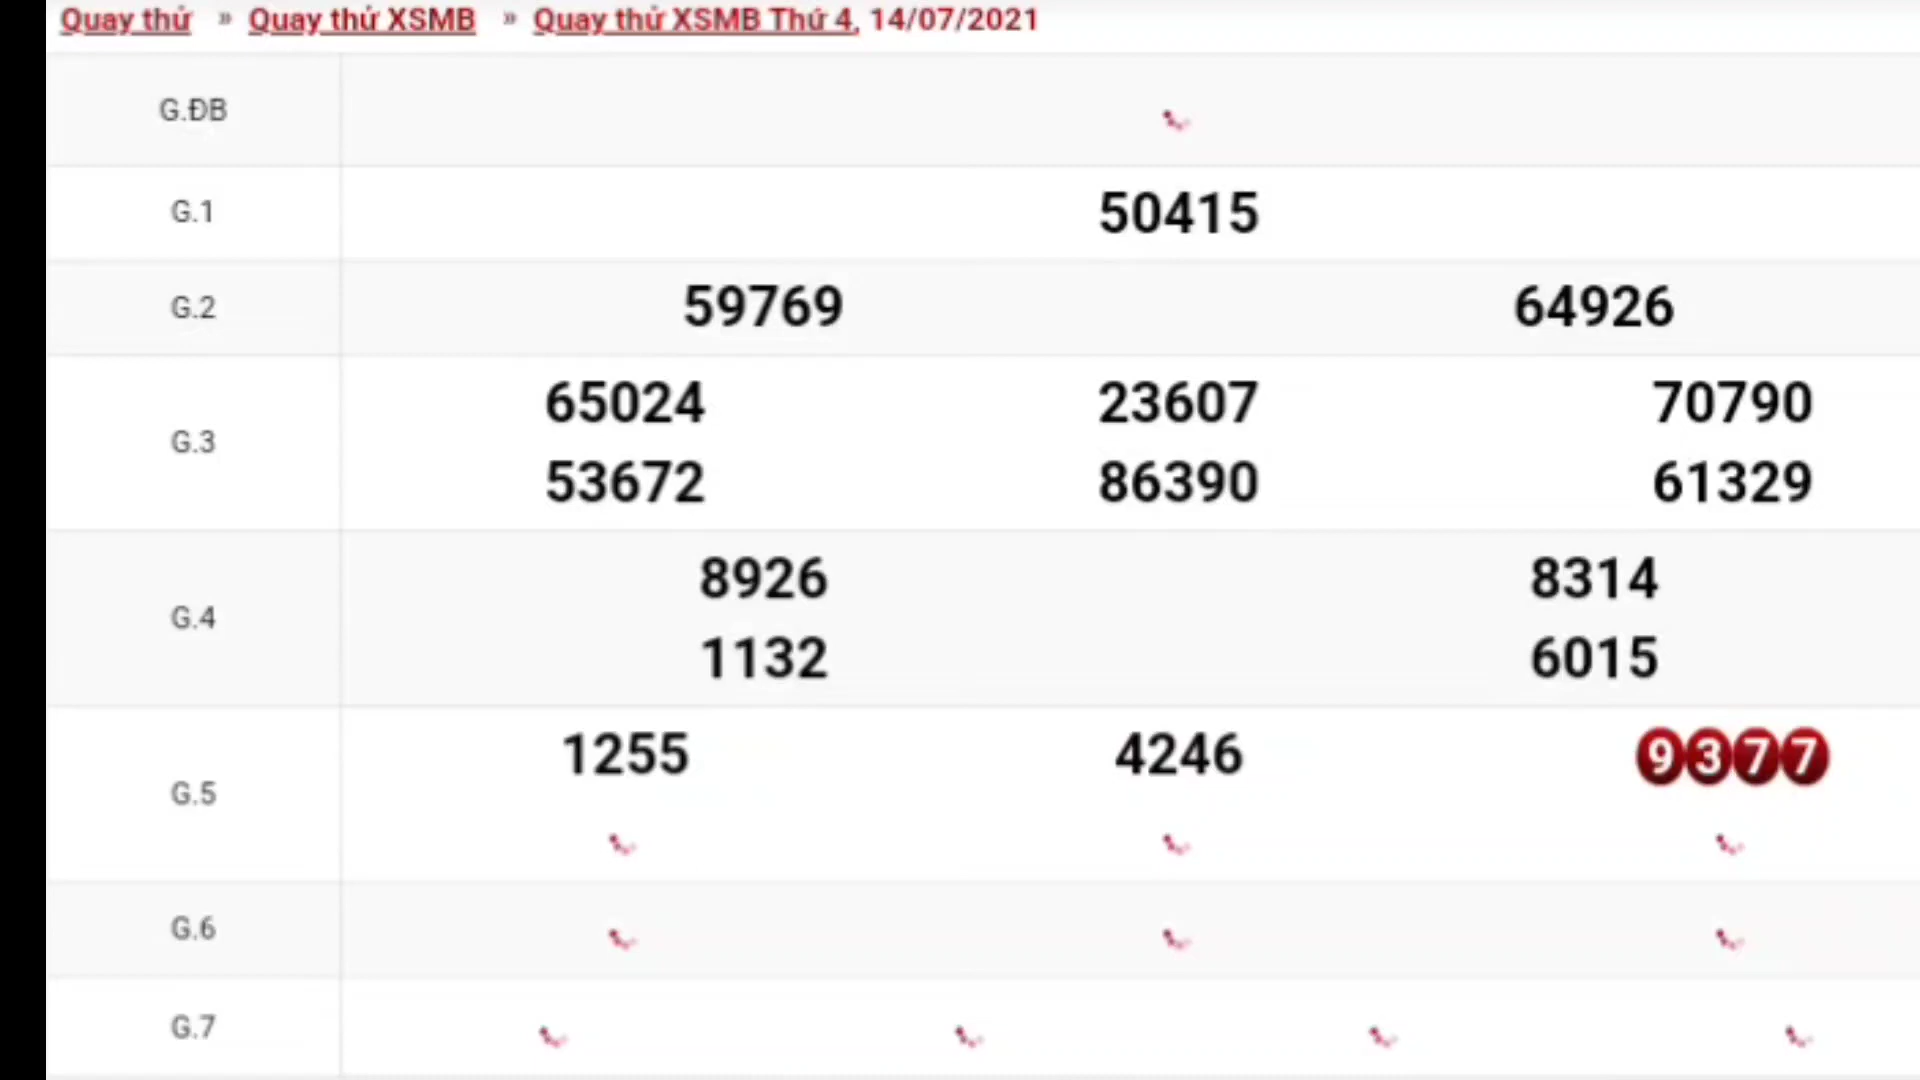 Quay thử » Quay thử XSMB » Quay thử XSMB Thứ 4, 14/07/2021
G.ĐB
G.1 50415
G.2 59769 64926
G.3
65024 23607 70790
53672 86390 61329
G.4
8926 8314
1132 6015
G.5
1255 4246 9377
G.6
G.7